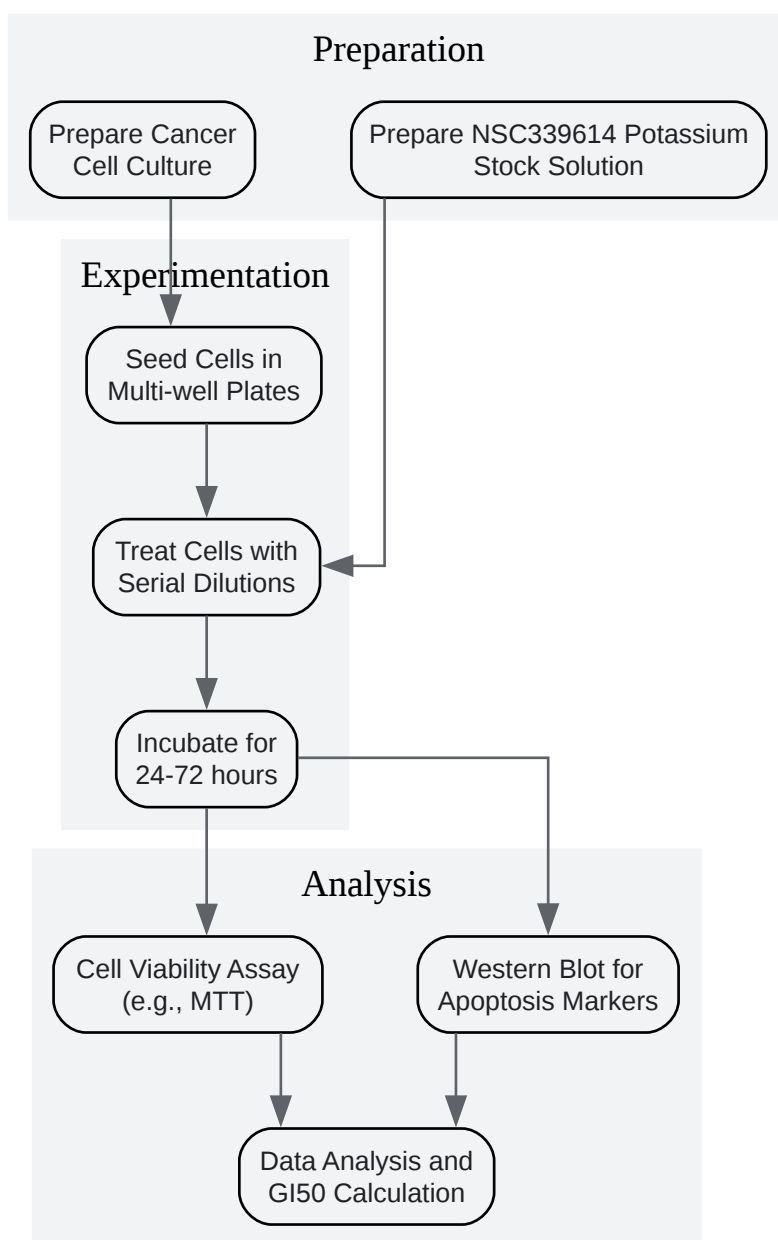 Preparation
Prepare Cancer
Cell Culture
Prepare NSC339614 Potassium
Stock Solution
Experimentation
Seed Cells in
Multi-well Plates
Treat Cells with
Serial Dilutions
Incubate for
24-72 hours
Analysis
Cell Viability Assay
(e.g., MTT)
Western Blot for
Apoptosis Markers
Data Analysis and
GI50 Calculation